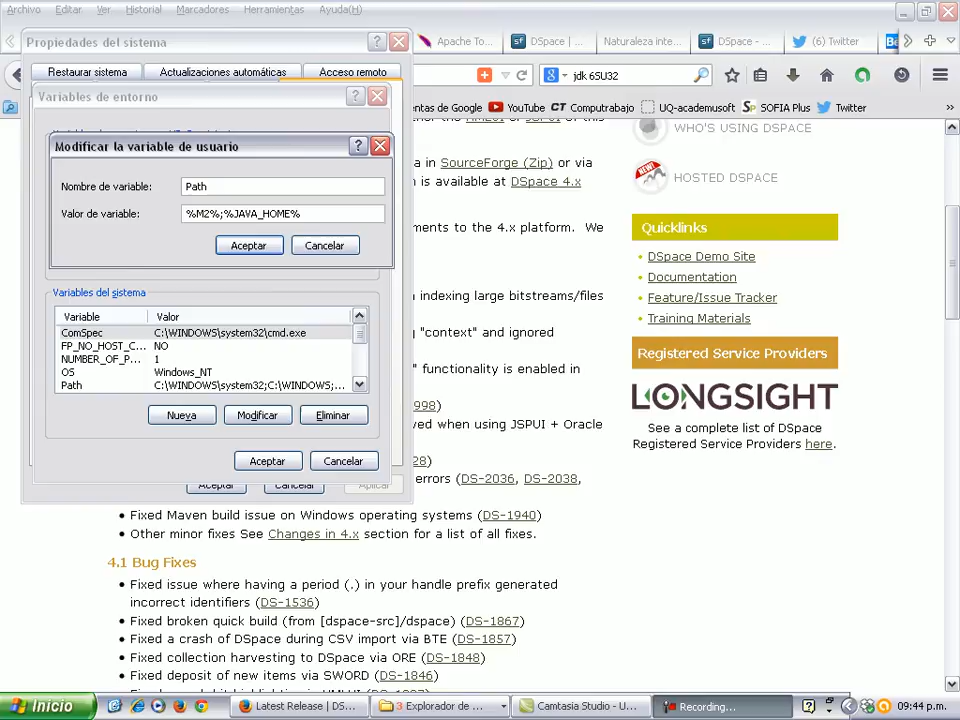 Archivo Editar Ver Historial Marcadores Herramientas Ayuda(H)
Propiedades del sistema
Apache To...
DSpace | ...
Naturaleza inte...
DSpace - ...
(6) Twitter
Restaurar sistema
Actualizaciones automáticas
Acceso remoto
jdk 6SU32
Variables de entorno
entas de Google
YouTube
CT Computrabajo
UQ-academusoft
SOFIA Plus
Twitter
Modificar la variable de usuario
Nombre de variable:
Path
Valor de variable:
%M2%;%JAVA_HOME%
Aceptar
Cancelar
a in SourceForge (Zip) or via
n is available at DSpace 4.x
ments to the 4.x platform. We
indexing large bitstreams/files
g "context" and ignored
" functionality is enabled in
998)
ved when using JSPUI + Oracle
28)
errors (DS-2036, DS-2038,
Variables del sistema
Variable
Valor
ComSpec
C:\WINDOWS\system32\cmd.exe
FP_NO_HOST_C...
NO
NUMBER_OF_P...
1
OS
Windows_NT
Path
C:\WINDOWS\system32;C:\WINDOWS;...
Nueva
Modificar
Eliminar
Aceptar
Cancelar
Aceptar
Cancelar
Aplicar
WHO'S USING DSPACE
HOSTED DSPACE
Quicklinks
DSpace Demo Site
Documentation
Feature/Issue Tracker
Training Materials
Registered Service Providers
LONGSIGHT
See a complete list of DSpace
Registered Service Providers here.
Fixed Maven build issue on Windows operating systems (DS-1940)
Other minor fixes See Changes in 4.x section for a list of all fixes.
4.1 Bug Fixes
Fixed issue where having a period (.) in your handle prefix generated
incorrect identifiers (DS-1536)
Fixed broken quick build (from [dspace-src]/dspace) (DS-1867)
Fixed a crash of DSpace during CSV import via BTE (DS-1857)
Fixed collection harvesting to DSpace via ORE (DS-1848)
Fixed deposit of new items via SWORD (DS-1846)
Inicio
Latest Release | DS...
3 Explorador de ...
Camtasia Studio - U...
Recording...
09:44 p.m.